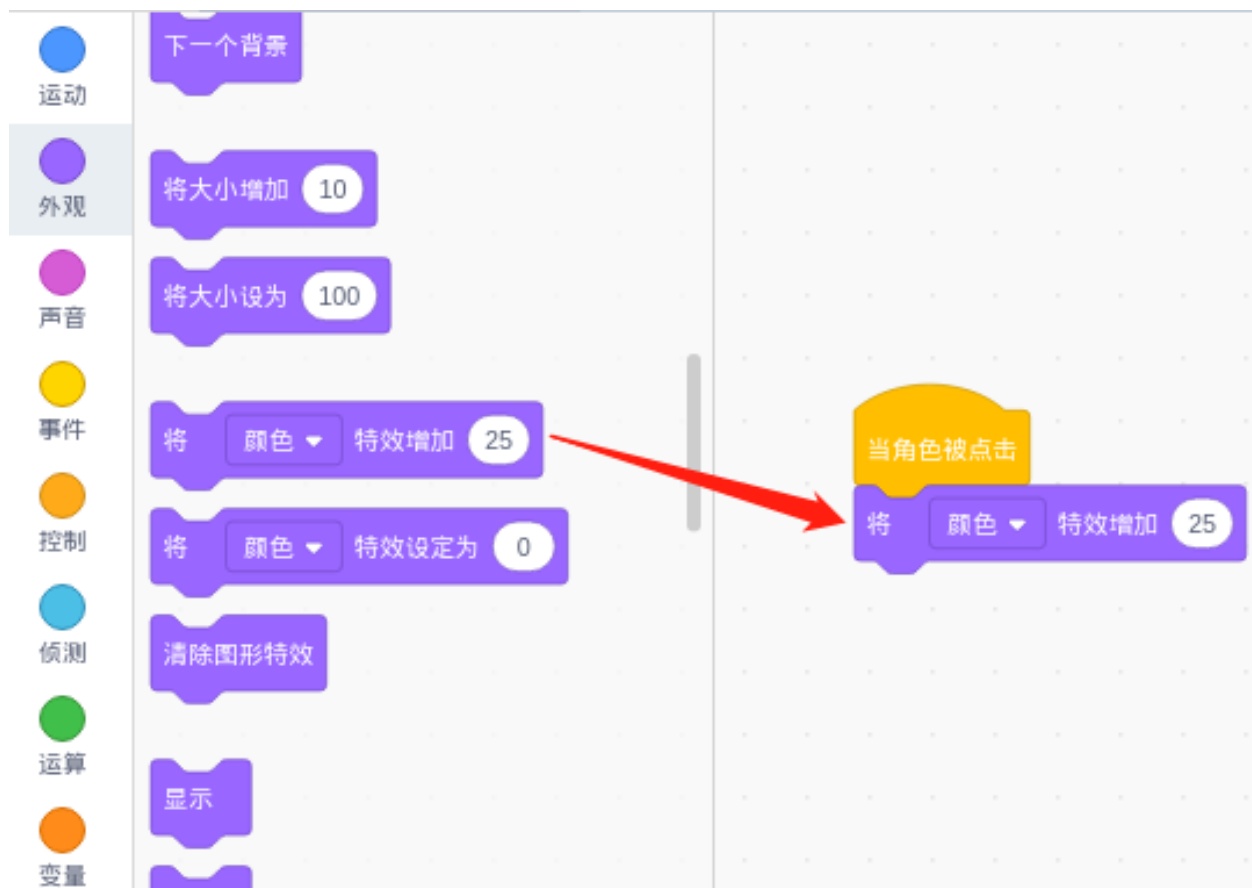 运动
外观
声音
事件
控制
侦测
运算
变量
下一个背景
将大小增加 10
将大小设为 100
将 颜色 特效增加 25
将 颜色 特效设定为 0
清除图形特效
显示
当角色被点击
将 颜色 特效增加 25